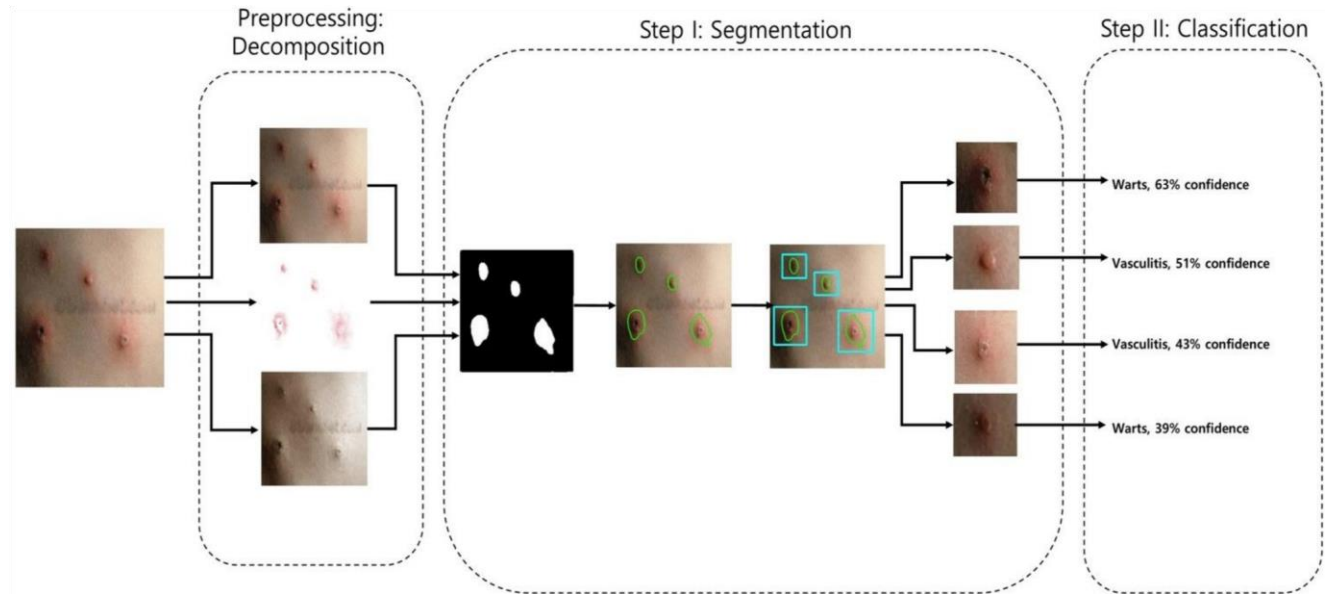 Preprocessing:
Decomposition
Step I: Segmentation
Step II: Classification
Warts, 63% confidence
Vasculitis, 51% confidence
Vasculitis, 43% confidence
Warts, 39% confidence